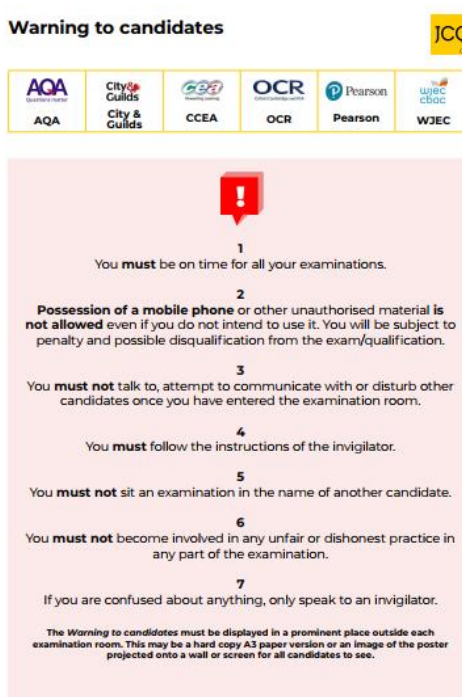 Warning to candidates
JCQ
AQA
City&
Guilds
cea
OCR
Pearson
wjec
cbac
AQA
City &
Guilds
CCEA
OCR
Pearson
WJEC
!
1
You must be on time for all your examinations.
2
Possession of a mobile phone or other unauthorised material is
not allowed even if you do not intend to use it. You will be subject to
penalty and possible disqualification from the exam/qualification.
3
You must not talk to, attempt to communicate with or disturb other
candidates once you have entered the examination room.
4
You must follow the instructions of the invigilator.
5
You must not sit an examination in the name of another candidate.
6
You must not become involved in any unfair or dishonest practice in
any part of the examination.
7
If you are confused about anything, only speak to an invigilator.
The Warning to candidates must be displayed in a prominent place outside each
examination room. This may be a hard copy A3 paper version or an image of the poster
projected onto a wall or screen for all candidates to see.